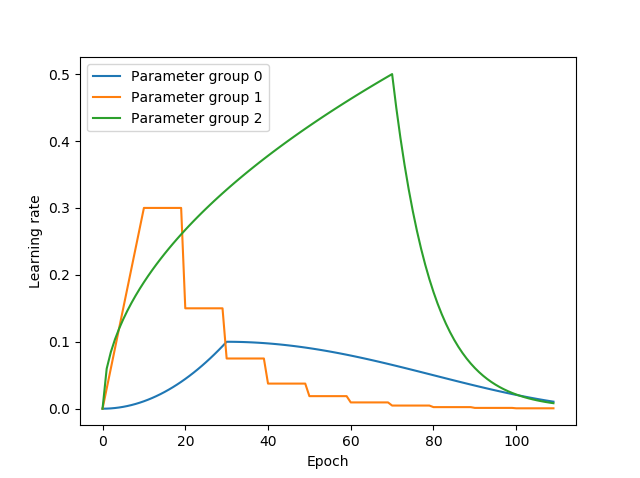 Parameter group 0
Parameter group 1
Parameter group 2
0.5
0.4
0.3
0.2
0.1
0.0
Learning rate
0 20 40 60 80 100
Epoch